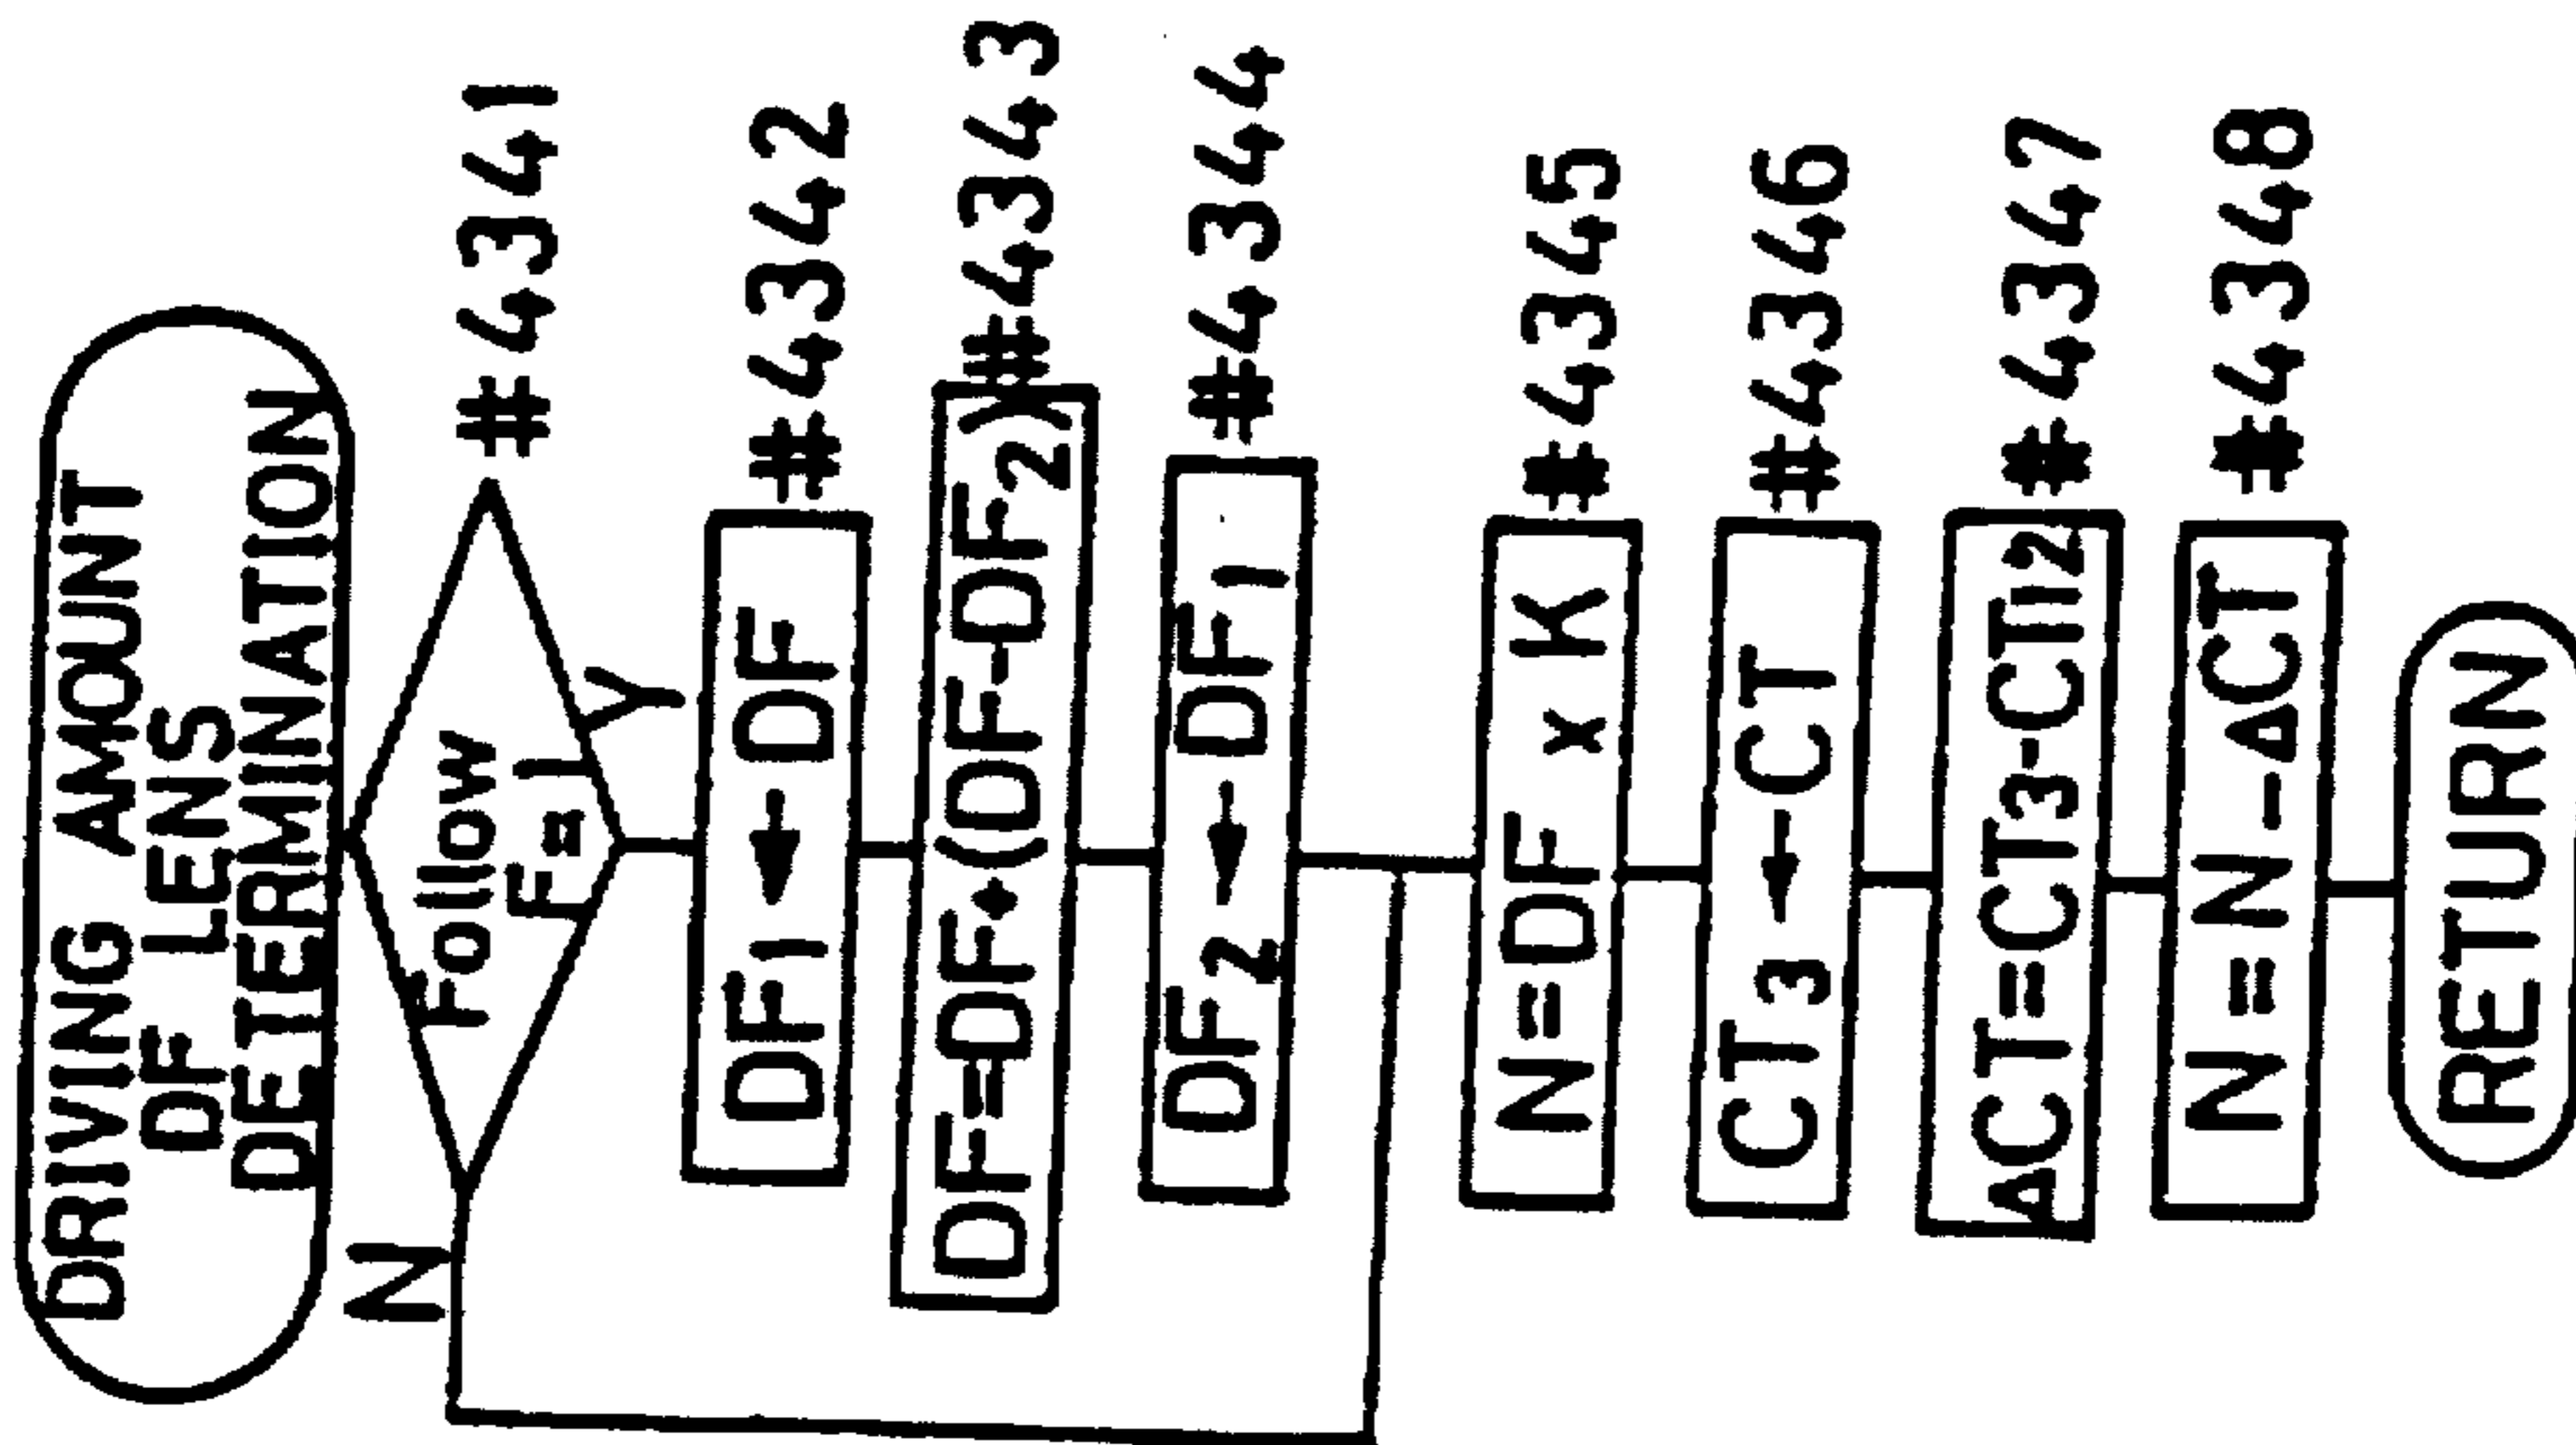 DRIVING AMOUNT
OF LENS
DETERMINATION
#4341
Follow
F=1
N
Y
DF₁ ← DF #4342
DF=DF+(DF-DF₂) #4343
DF₂ ← DF₁ #4344
N=DF x K #4345
CT₃ ← CT #4346
ΔCT=CT₃-CT₁₂ #4347
N=N-ΔCT #4348
RETURN